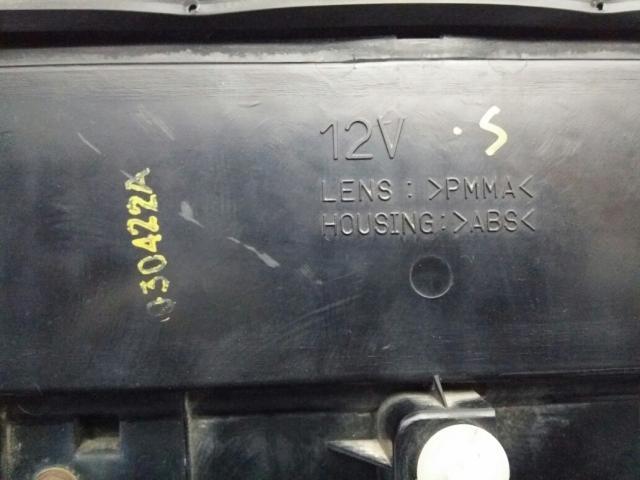 12V
LENS: >PMMA<
HOUSING: >ABS<
030422A
.S